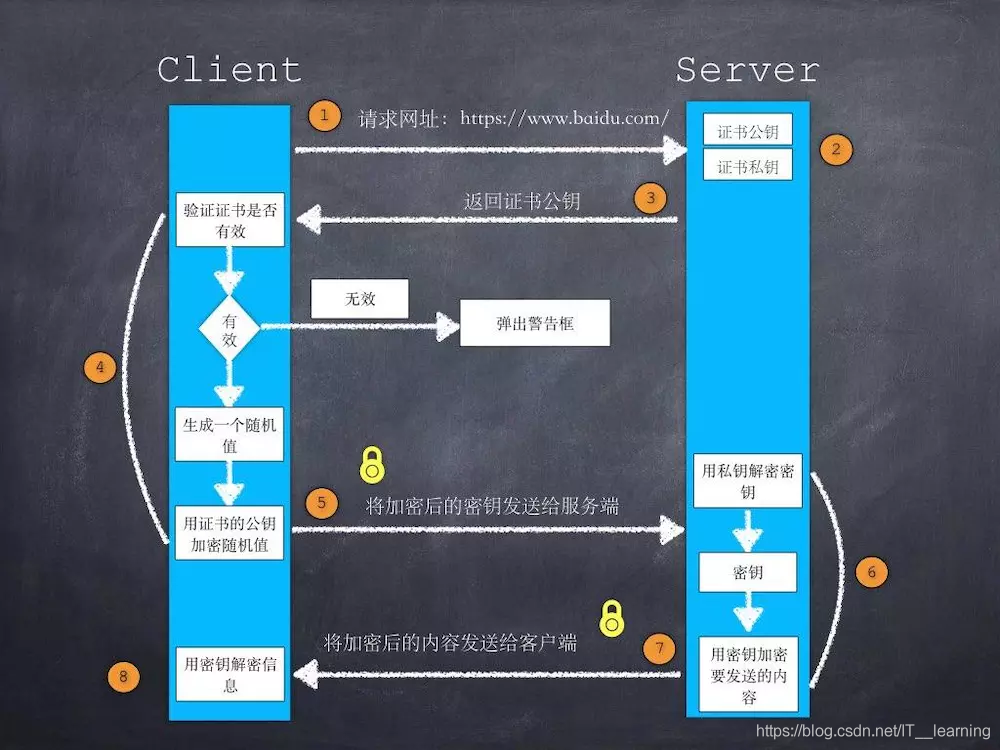 Client
Server
1
请求网址：https://www.baidu.com/
证书公钥
证书私钥
2
返回证书公钥
3
验证证书是否
有效
无效
弹出警告框
有
效
4
生成一个随机
值
用私钥解密密
钥
5
将加密后的密钥发送给服务端
用证书的公钥
加密随机值
密钥
6
将加密后的内容发送给客户端
7
用密钥加密
要发送的内
容
用密钥解密信
息
8
https://blog.csdn.net/IT__learning